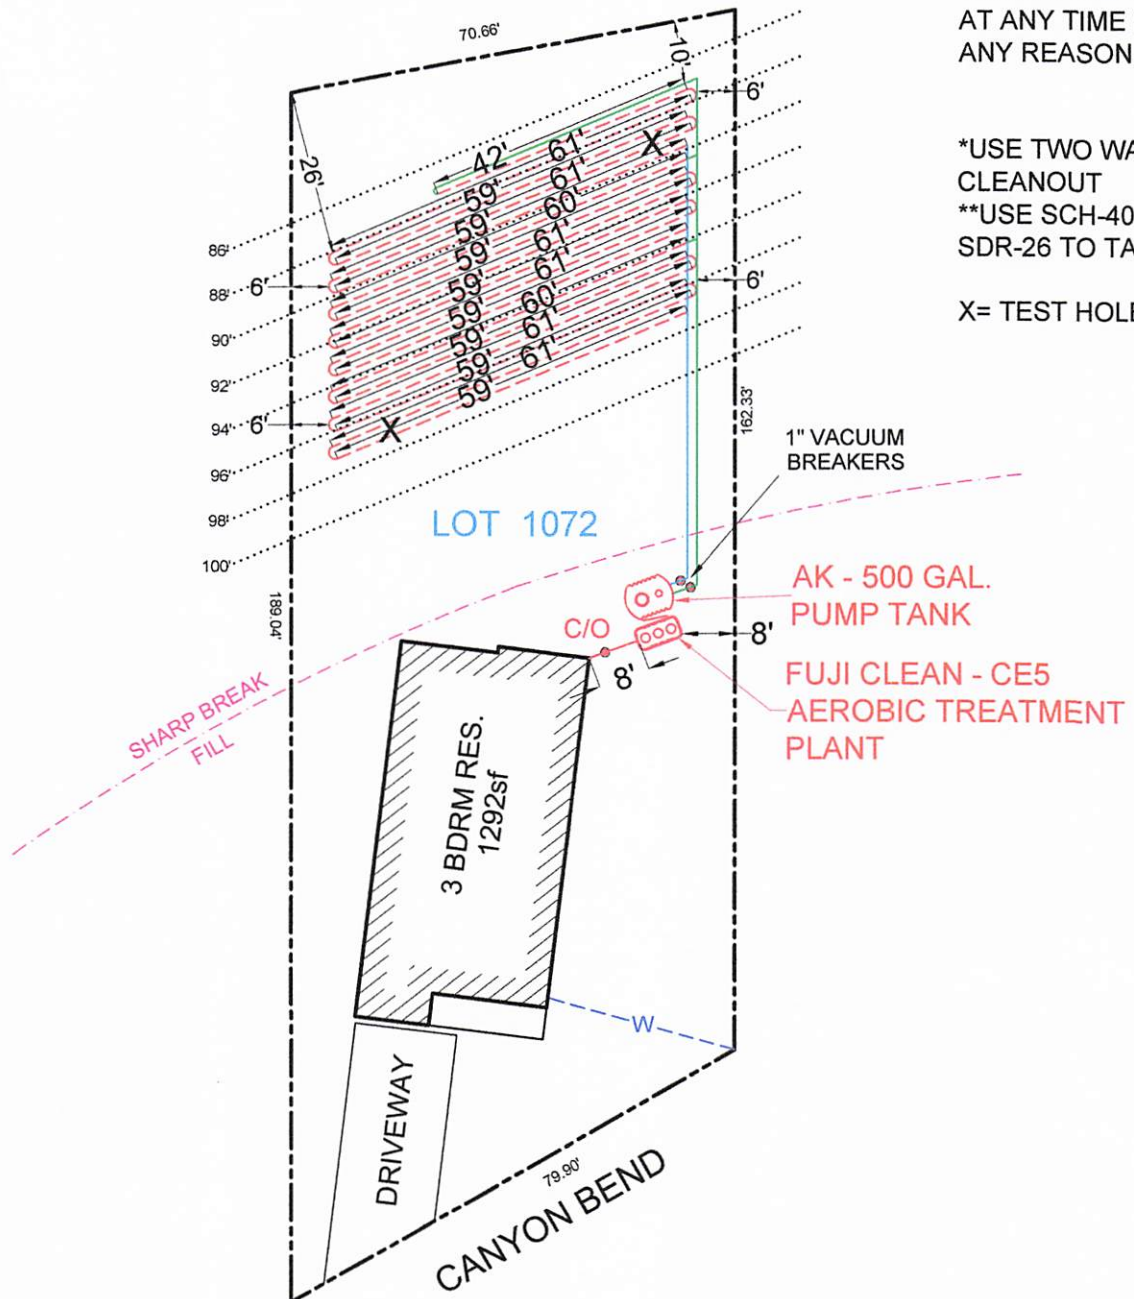 AT ANY TIME
ANY REASON
70.66'
10'
6'
*USE TWO WA
CLEANOUT
**USE SCH-40
SDR-26 TO TA
X= TEST HOLE
26'
42'
61'
X
59'
61'
59'
60'
59'
61'
59'
61'
59'
60'
59'
61'
59'
61'
59'
59'
X
86'
88'
90'
92'
94'
96'
98'
100'
6'
6'
6'
162.33'
1" VACUUM
BREAKERS
LOT 1072
189.04'
AK - 500 GAL.
PUMP TANK
C/O
8'
8'
FUJI CLEAN - CE5
AEROBIC TREATMENT
PLANT
SHARP BREAK
FILL
3 BDRM RES.
1292sf
W
DRIVEWAY
79.90'
CANYON BEND